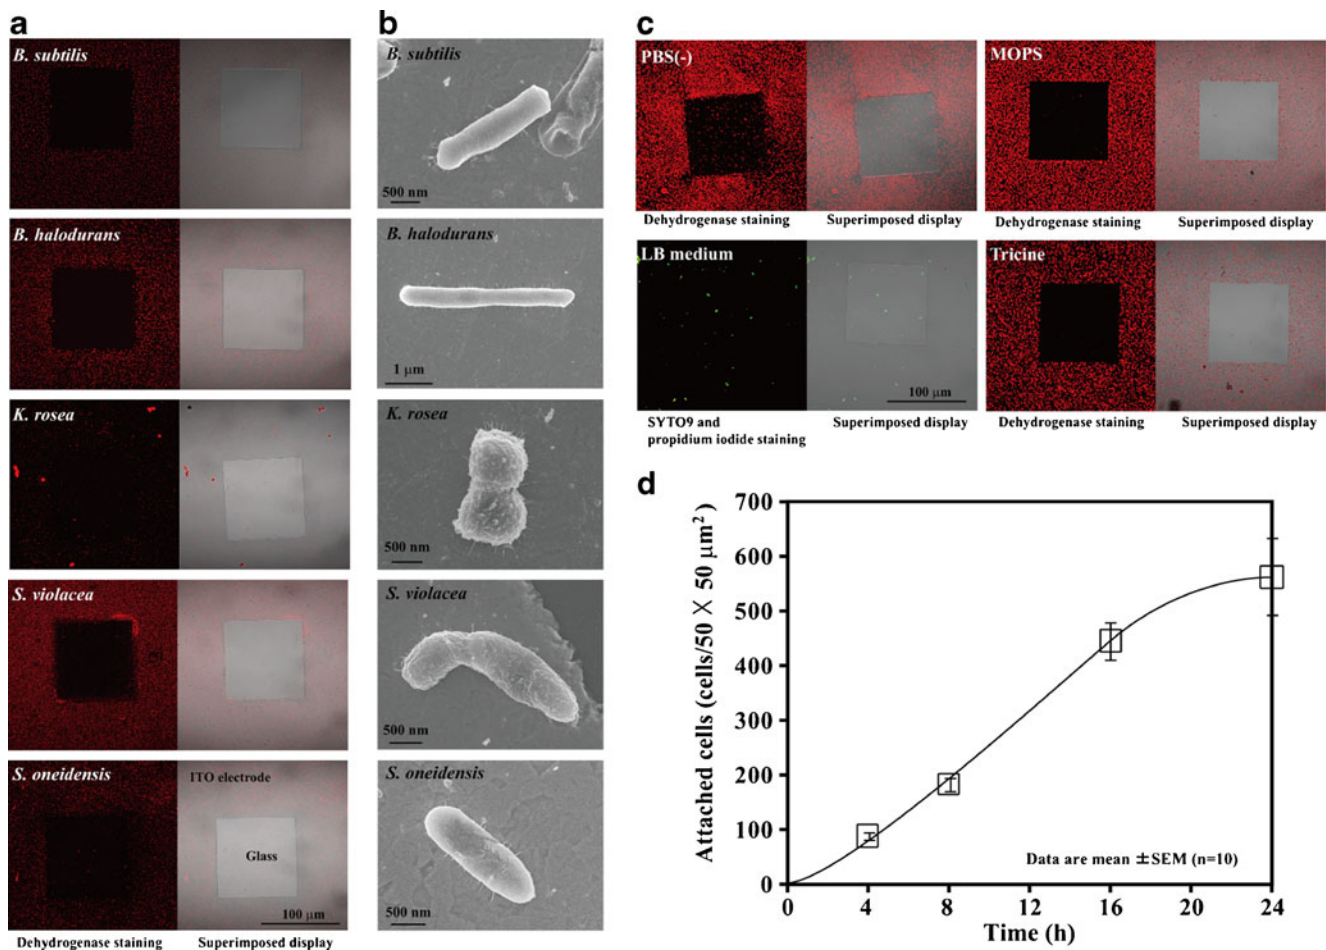 a
B. subtilis
B. halodurans
K. rosea
S. violacea
S. oneidensis
ITO electrode
Glass
100 μm
Dehydrogenase staining
Superimposed display
b
B. subtilis
500 nm
B. halodurans
1 μm
K. rosea
500 nm
S. violacea
500 nm
S. oneidensis
500 nm
c
PBS(-)
Dehydrogenase staining
Superimposed display
MOPS
Dehydrogenase staining
Superimposed display
LB medium
100 μm
SYTO9 and
propidium iodide staining
Superimposed display
Tricine
Dehydrogenase staining
Superimposed display
d
Attached cells (cells/50 X 50 μm²)
700
600
500
400
300
200
100
0
Data are mean ±SEM (n=10)
0 4 8 12 16 20 24
Time (h)